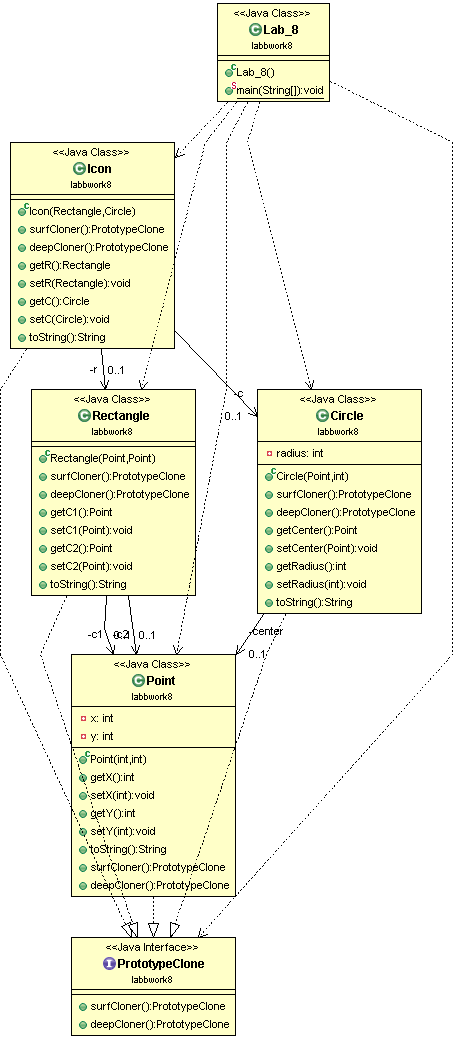 <<Java Class>>
Lab_8
labbwork8
Lab_8()
main(String[]):void
<<Java Class>>
Icon
labbwork8
Icon(Rectangle,Circle)
surfCloner():PrototypeClone
deepCloner():PrototypeClone
getR():Rectangle
setR(Rectangle):void
getC():Circle
setC(Circle):void
toString():String
-r 0..1
-c
0..1
<<Java Class>>
Rectangle
labbwork8
Rectangle(Point,Point)
surfCloner():PrototypeClone
deepCloner():PrototypeClone
getC1():Point
setC1(Point):void
getC2():Point
setC2(Point):void
toString():String
<<Java Class>>
Circle
labbwork8
radius: int
Circle(Point,int)
surfCloner():PrototypeClone
deepCloner():PrototypeClone
getCenter():Point
setCenter(Point):void
getRadius():int
setRadius(int):void
toString():String
-c1 0..1
-c2 0..1
-center
0..1
<<Java Class>>
Point
labbwork8
x: int
y: int
Point(int,int)
getX():int
setX(int):void
getY():int
setY(int):void
toString():String
surfCloner():PrototypeClone
deepCloner():PrototypeClone
<<Java Interface>>
PrototypeClone
labbwork8
surfCloner():PrototypeClone
deepCloner():PrototypeClone